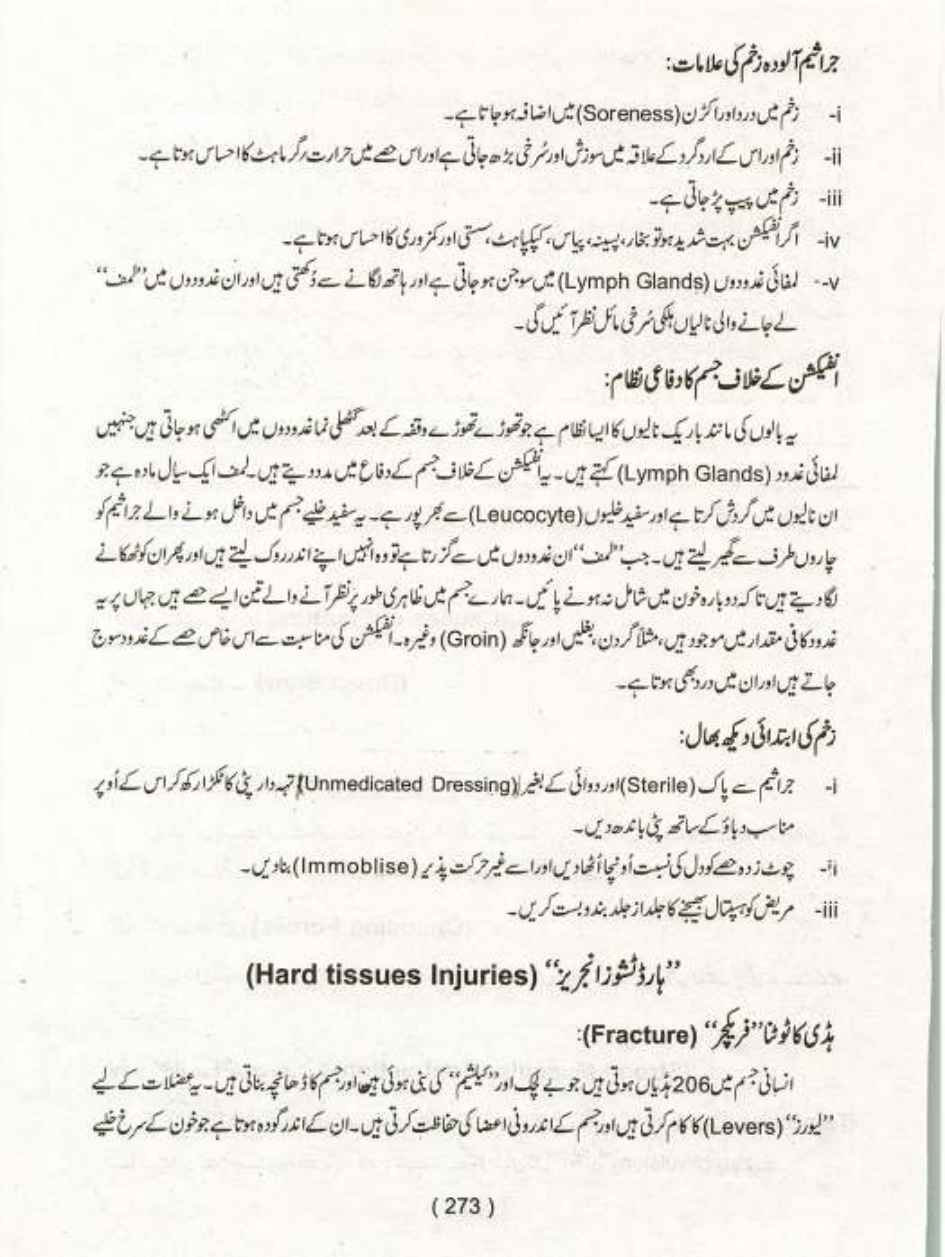 جراثیم آلودہ زخم کی علامات:
i- زخم میں درد اور اکڑن (Soreness) میں اضافہ ہو جاتا ہے۔
ii- زخم اور اس کے اردگرد کے علاقہ میں سوزش اور سُرخی بڑھ جاتی ہے اور اس حصے میں حرارت رگرماہٹ کا احساس ہوتا ہے۔
iii- زخم میں پیپ پڑ جاتی ہے۔
iv- اگر انفیکشن بہت شدید ہو تو بخار، پسینہ، پیاس، کپکپاہٹ، سستی اور کمزوری کا احساس ہوتا ہے۔
v-- لمفائی غدودوں (Lymph Glands) میں سوجن ہو جاتی ہے اور ہاتھ لگانے سے دُکھتی ہیں اور ان غدودوں میں ”لمف“
لے جانے والی نالیاں ہلکی سُرخی مائل نظر آئیں گی۔
انفیکشن کے خلاف جسم کا دفاعی نظام:
یہ بالوں کی مانند باریک نالیوں کا ایسا نظام ہے جو تھوڑے تھوڑے وقفہ کے بعد گٹھلی نما غدودوں میں اکٹھی ہو جاتی ہیں جنہیں
لمفائی غدود (Lymph Glands) کہتے ہیں۔ یہ انفیکشن کے خلاف جسم کے دفاع میں مدد دیتے ہیں۔ لمف ایک سیال مادہ ہے جو
ان نالیوں میں گردش کرتا ہے اور سفید خلیوں (Leucocyte) سے بھرپور ہے۔ یہ سفید خلیے جسم میں داخل ہونے والے جراثیم کو
چاروں طرف سے گھیر لیتے ہیں۔ جب ”لمف“ ان غدودوں میں سے گزرتا ہے تو وہ انہیں اپنے اندر روک لیتے ہیں اور پھر ان کو ٹھکانے
لگا دیتے ہیں تاکہ دوبارہ خون میں شامل نہ ہونے پائیں۔ ہمارے جسم میں ظاہری طور پر نظر آنے والے تین ایسے حصے ہیں جہاں پر یہ
غدود کافی مقدار میں موجود ہیں، مثلاً گردن، بغلیں اور جانگھ (Groin) وغیرہ۔ انفیکشن کی مناسبت سے اس خاص حصے کے غدود سوج
جاتے ہیں اور ان میں درد بھی ہوتا ہے۔
زخم کی ابتدائی دیکھ بھال:
i- جراثیم سے پاک (Sterile) اور دوائی کے بغیر (Unmedicated Dressing) تہہ دار پٹی کا ٹکڑا رکھ کر اس کے اُوپر
مناسب دباؤ کے ساتھ پٹی باندھ دیں۔
ii- چوٹ زدہ حصے کو دل کی نسبت اُونچا اُٹھا دیں اور اسے غیر حرکت پذیر (Immoblise) بنا دیں۔
iii- مریض کو ہسپتال بھیجنے کا جلد از جلد بندوبست کریں۔
”ہارڈ ٹشوز انجریز“ (Hard tissues Injuries)
ہڈی کا ٹوٹنا ”فریکچر“ (Fracture):
انسانی جسم میں 206 ہڈیاں ہوتی ہیں جو بے لچک اور ”کیلشیم“ کی بنی ہوتی ہیں اور جسم کا ڈھانچہ بناتی ہیں۔ یہ عضلات کے لیے
”لیورز“ (Levers) کا کام کرتی ہیں اور جسم کے اندرونی اعضا کی حفاظت کرتی ہیں۔ ان کے اندر گودہ ہوتا ہے جو خون کے سرخ خلیے
( 273 )